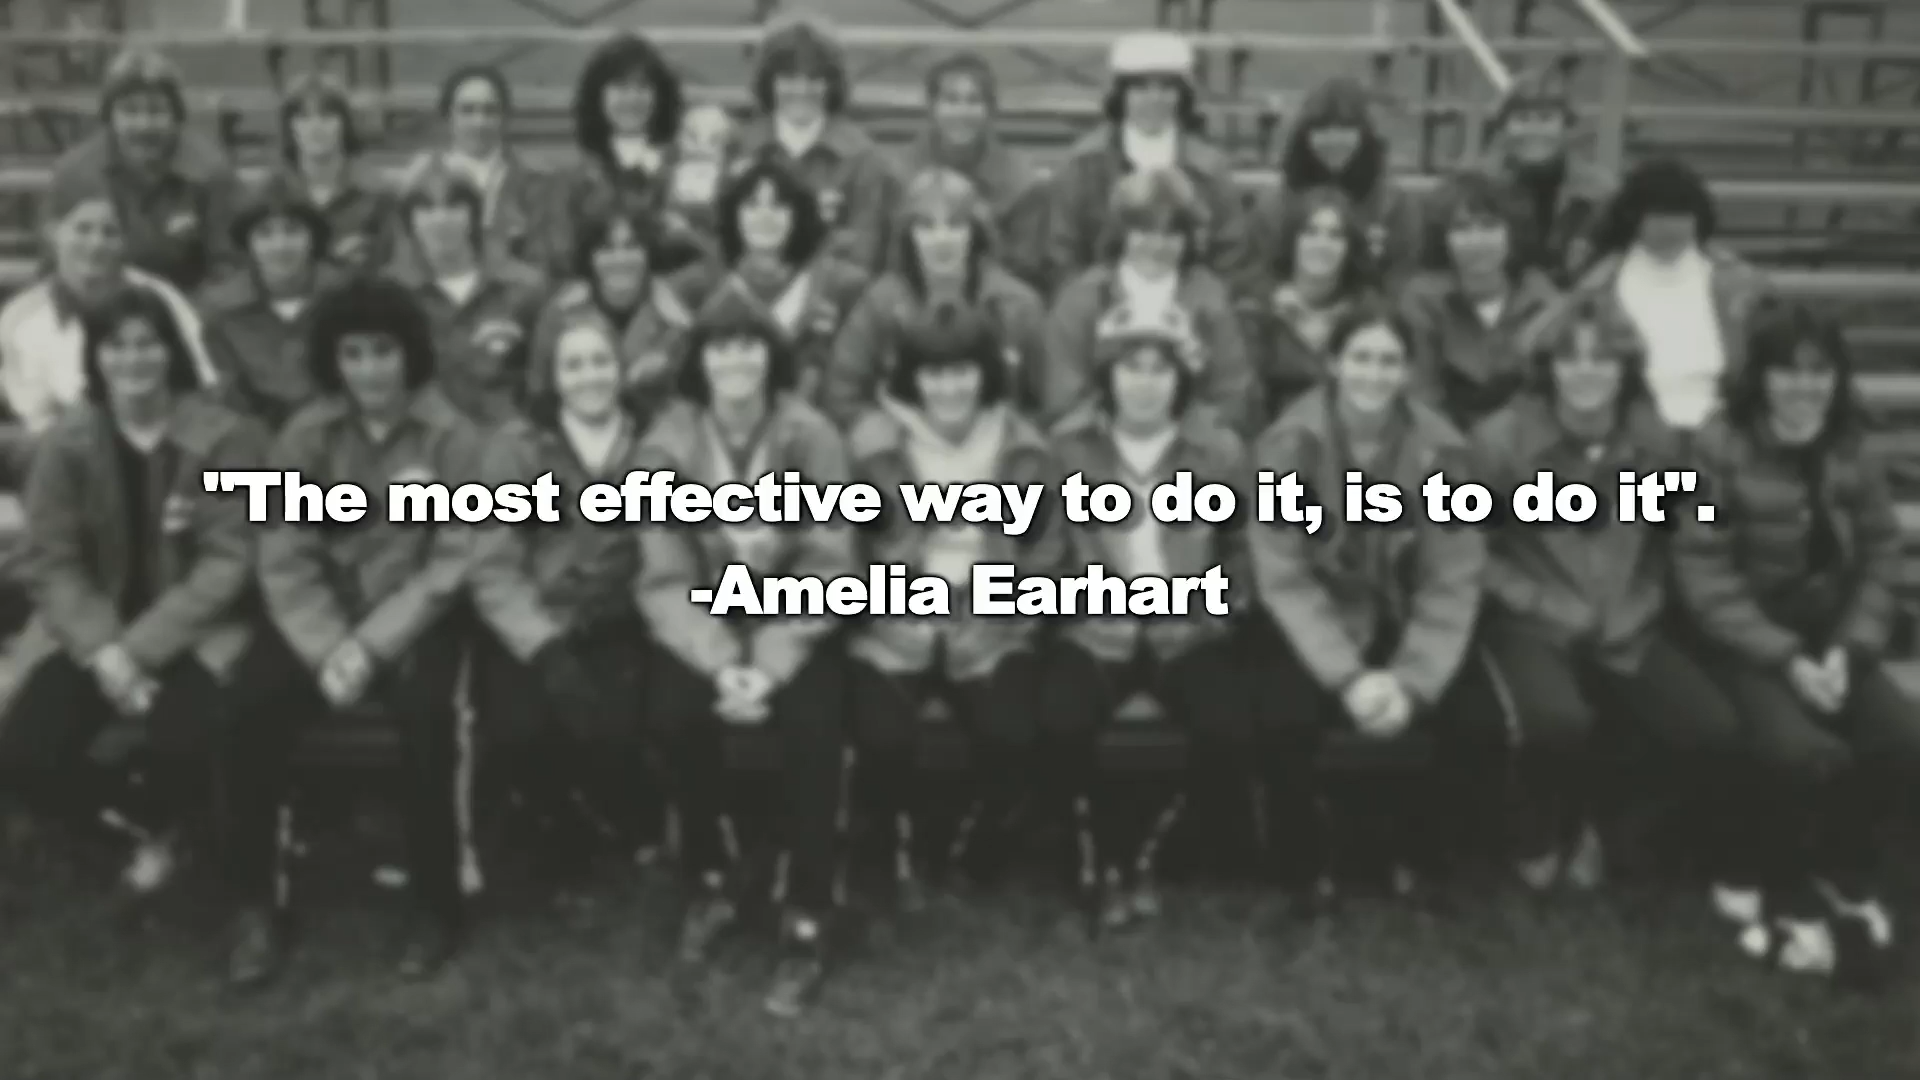 "The most effective way to do it, is to do it".
-Amelia Earhart